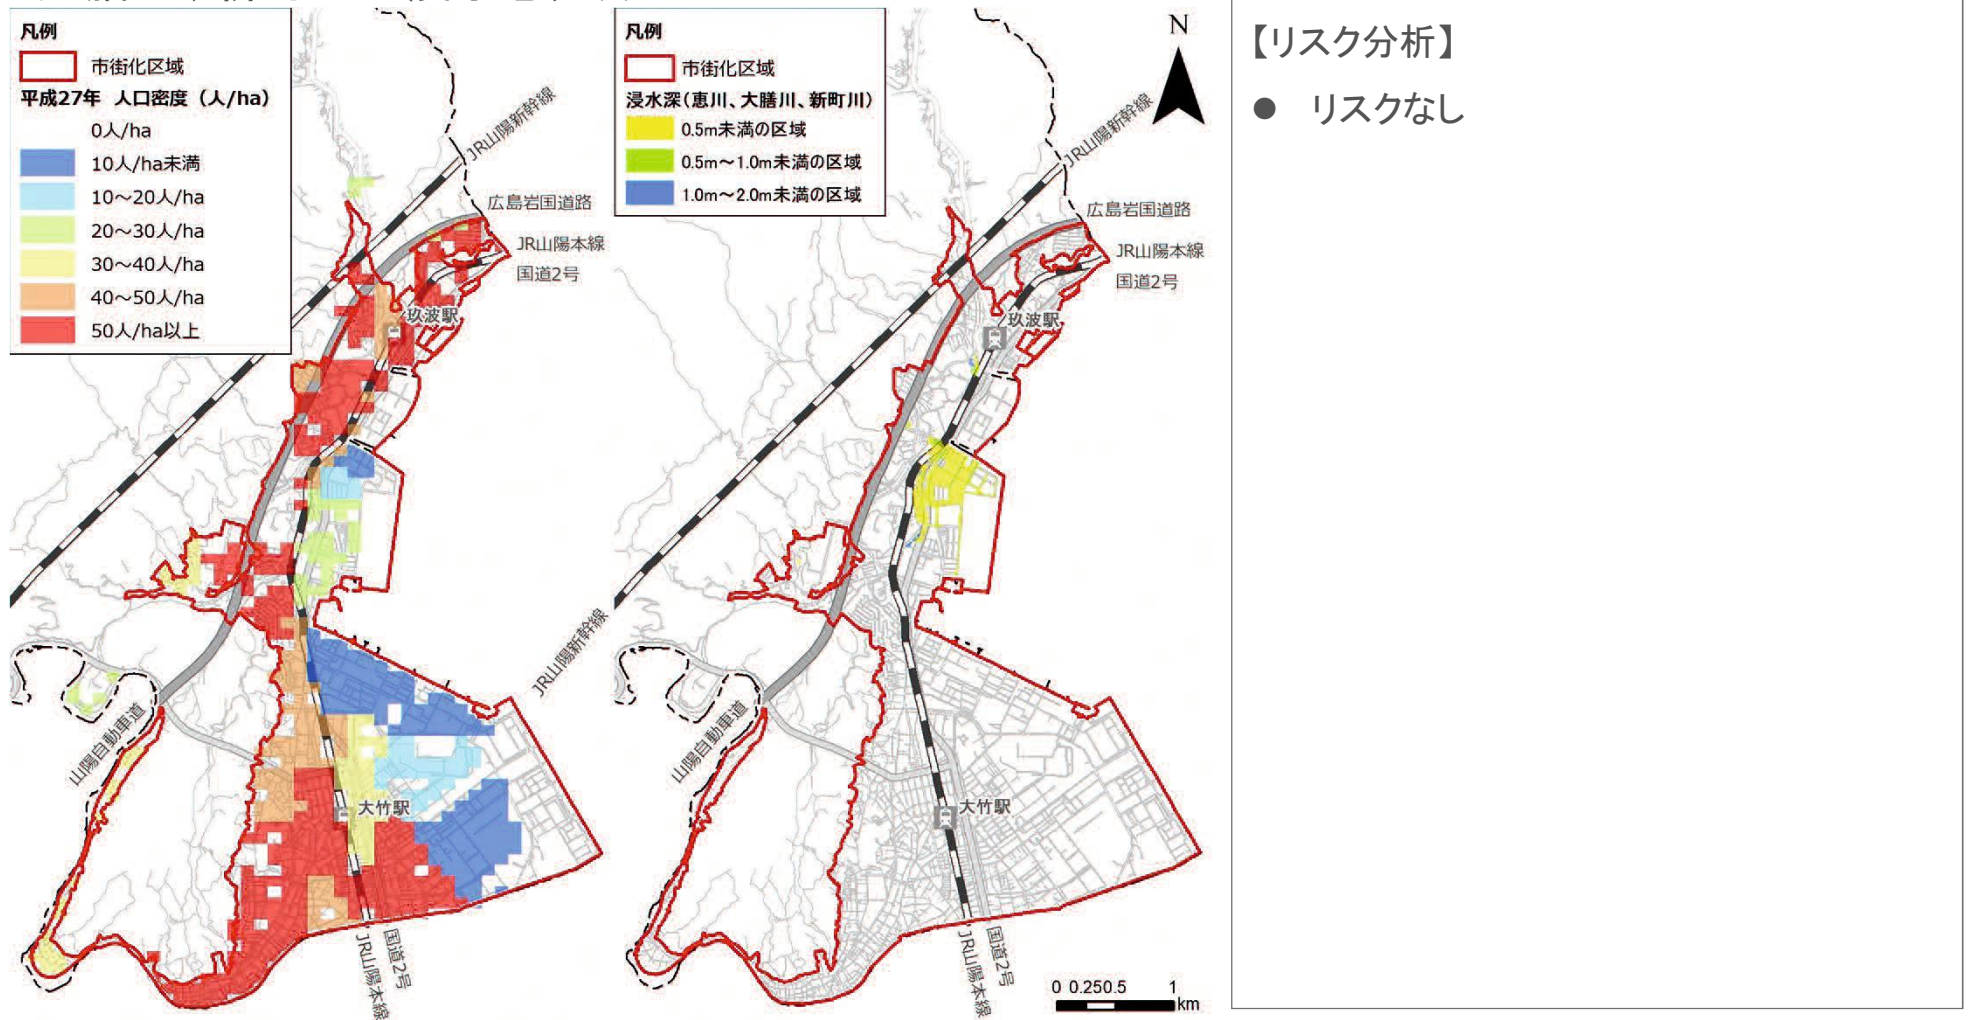 凡例
市街化区域
平成27年 人口密度（人/ha）
0人/ha
10人/ha未満
10～20人/ha
20～30人/ha
30～40人/ha
40～50人/ha
50人/ha以上
JR山陽新幹線
広島岩国道路
JR山陽本線
国道2号
玖波駅
JR山陽新幹線
山陽自動車道
大竹駅
国道2号
JR山陽本線
凡例
市街化区域
浸水深（恵川、大膳川、新町川）
0.5m未満の区域
0.5m～1.0m未満の区域
1.0m～2.0m未満の区域
N
JR山陽新幹線
広島岩国道路
JR山陽本線
国道2号
玖波駅
山陽自動車道
大竹駅
国道2号
JR山陽本線
0 0.250.5 1
km
【リスク分析】
● リスクなし